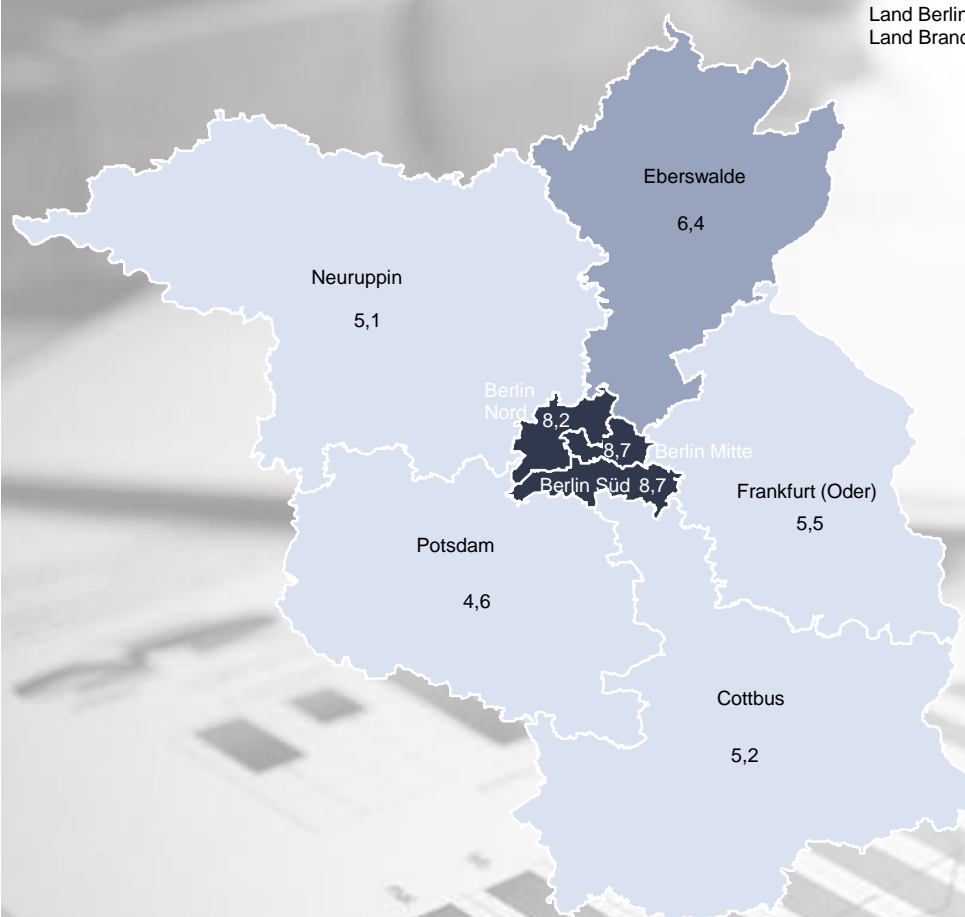 Land Berlin
Land
Eberswalde
6,4
Neuruppin
5,1
Berlin
Nord
8,2
8,7
Berlin Mitte
Berlin Süd 8,7
Frankfurt (Oder)
5,5
Potsdam
4,6
Cottbus
5,2